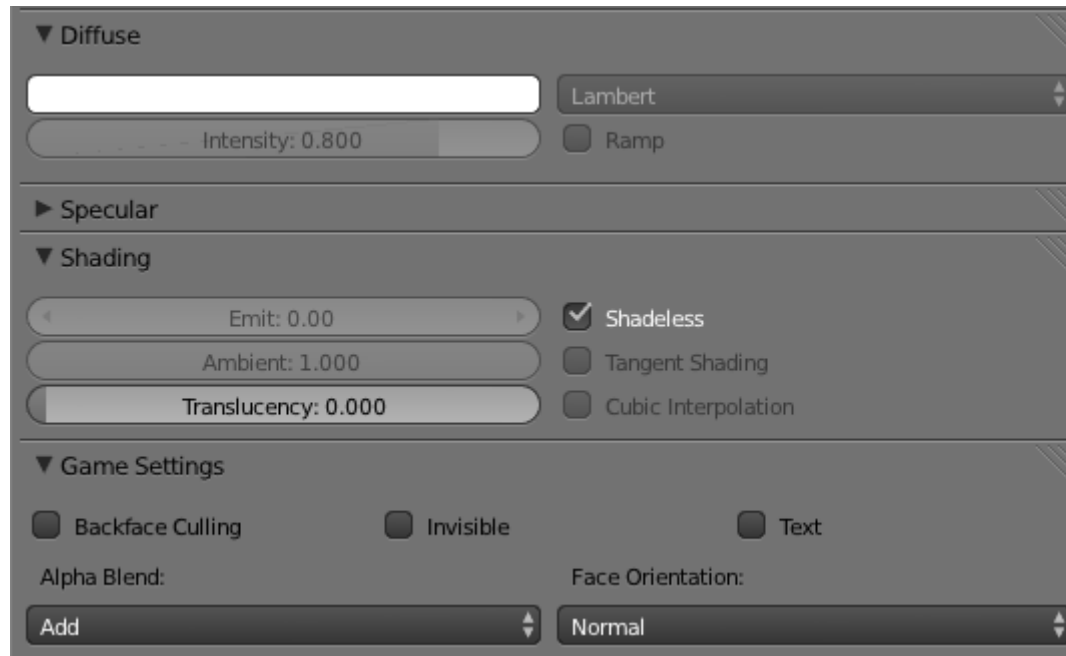 Diffuse
Lambert
Intensity: 0.800 Ramp
Specular
Shading
Emit: 0.00 Shadeless
Ambient: 1.000 Tangent Shading
Translucency: 0.000 Cubic Interpolation
Game Settings
Backface Culling Invisible Text
Alpha Blend: Face Orientation:
Add Normal